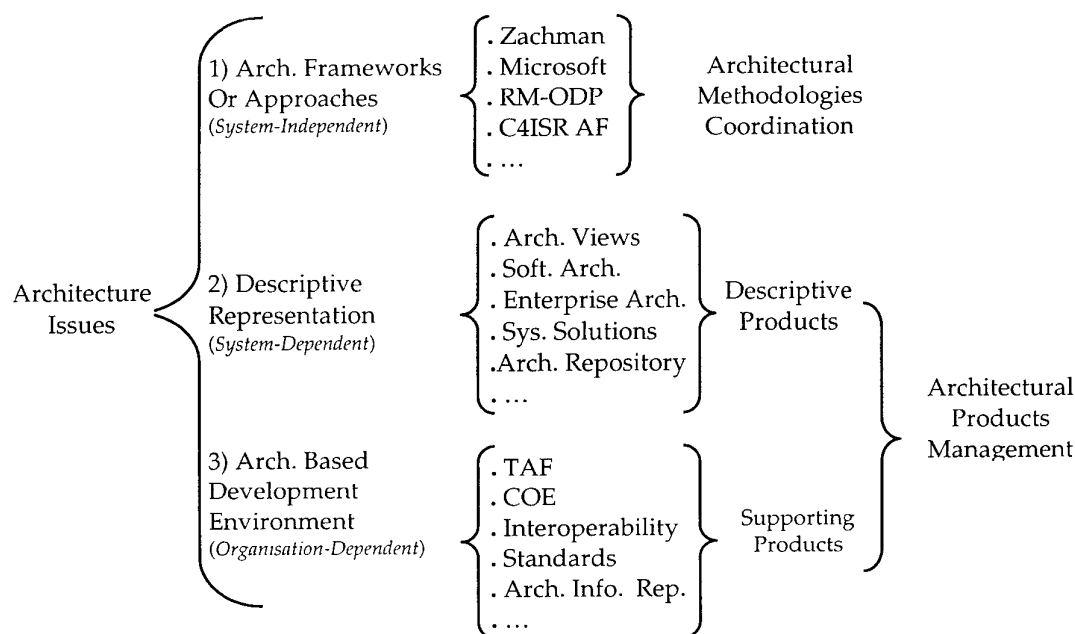 Architecture
Issues
1) Arch. Frameworks
Or Approaches
(System-Independent)
. Zachman
. Microsoft
. RM-ODP
. C4ISR AF
. ...
Architectural
Methodologies
Coordination
2) Descriptive
Representation
(System-Dependent)
. Arch. Views
. Soft. Arch.
. Enterprise Arch.
. Sys. Solutions
.Arch. Repository
. ...
Descriptive
Products
3) Arch. Based
Development
Environment
(Organisation-Dependent)
. TAF
. COE
. Interoperability
. Standards
. Arch. Info. Rep.
. ...
Supporting
Products
Architectural
Products
Management